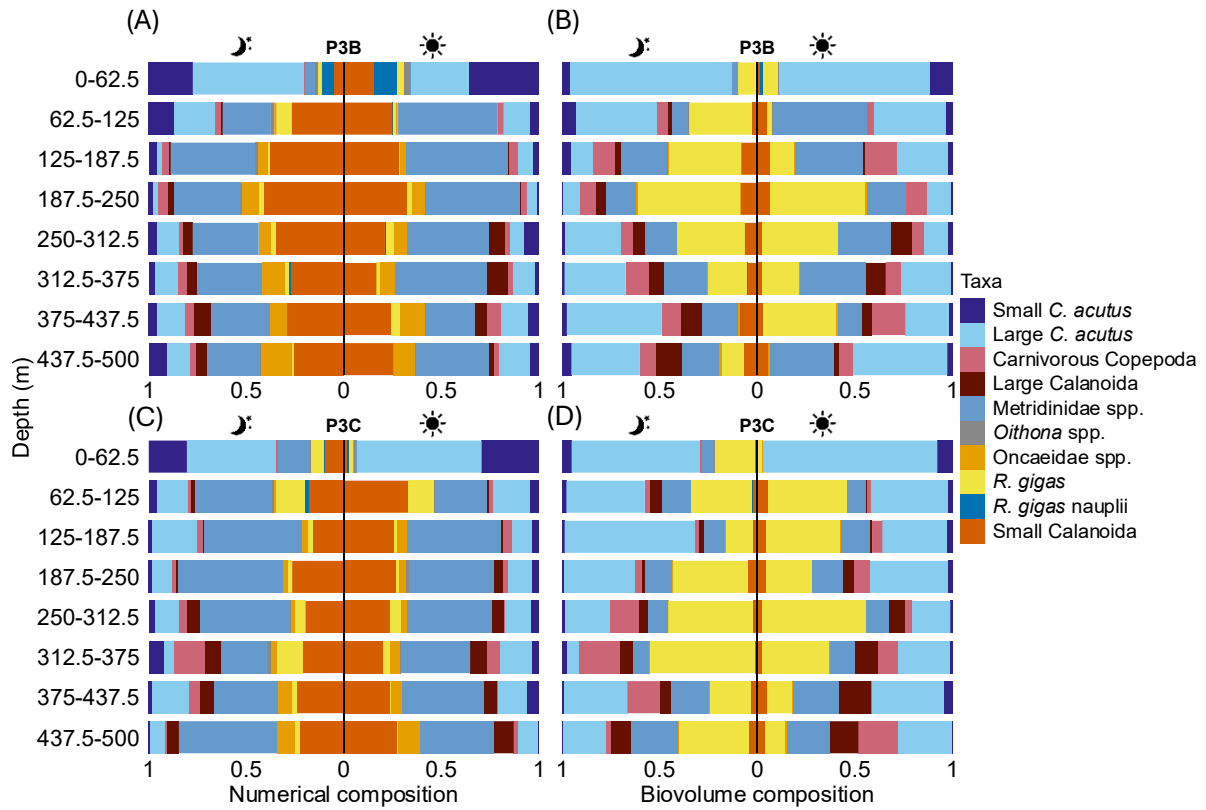 (A)
(B)
P3B
P3B
0-62.5
62.5-125
125-187.5
187.5-250
250-312.5
312.5-375
375-437.5
437.5-500
1 0.5 0 0.5 1
1 0.5 0 0.5 1
Depth (m)
(C)
(D)
P3C
P3C
0-62.5
62.5-125
125-187.5
187.5-250
250-312.5
312.5-375
375-437.5
437.5-500
1 0.5 0 0.5 1
1 0.5 0 0.5 1
Numerical composition
Biovolume composition
Taxa
Small C. acutus
Large C. acutus
Carnivorous Copepoda
Large Calanoida
Metridinidae spp.
Oithona spp.
Oncaeidae spp.
R. gigas
R. gigas nauplii
Small Calanoida